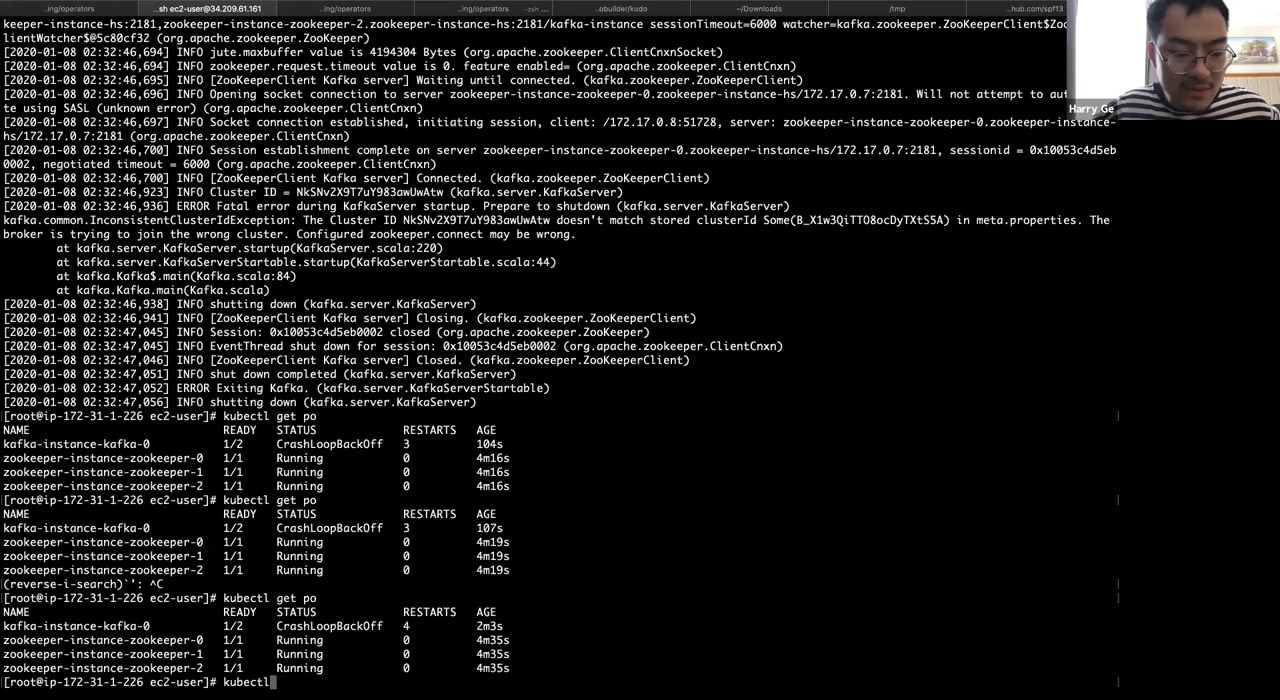 ..ing/operators
..sh ec2-user@34.209.61.161
...ing/operators
...ing/operators
-zsh ...
..obuilder/kudo
~/Downloads
/tmp
...hub.com/spf13
keeper-instance-hs:2181,zookeeper-instance-zookeeper-2.zookeeper-instance-hs:2181/kafka-instance sessionTimeout=6000 watcher=kafka.zookeeper.ZooKeeperClient$Zoo
lientWatcher$@5c80cf32 (org.apache.zookeeper.ZooKeeper)
[2020-01-08 02:32:46,694] INFO jute.maxbuffer value is 4194304 Bytes (org.apache.zookeeper.ClientCnxnSocket)
[2020-01-08 02:32:46,694] INFO zookeeper.request.timeout value is 0. feature enabled= (org.apache.zookeeper.ClientCnxn)
[2020-01-08 02:32:46,695] INFO [ZooKeeperClient Kafka server] Waiting until connected. (kafka.zookeeper.ZooKeeperClient)
[2020-01-08 02:32:46,696] INFO Opening socket connection to server zookeeper-instance-zookeeper-0.zookeeper-instance-hs/172.17.0.7:2181. Will not attempt to au
te using SASL (unknown error) (org.apache.zookeeper.ClientCnxn)
Harry Ge
[2020-01-08 02:32:46,697] INFO Socket connection established, initiating session, client: /172.17.0.8:51728, server: zookeeper-instance-zookeeper-0.zookeeper-instance-
hs/172.17.0.7:2181 (org.apache.zookeeper.ClientCnxn)
[2020-01-08 02:32:46,700] INFO Session establishment complete on server zookeeper-instance-zookeeper-0.zookeeper-instance-hs/172.17.0.7:2181, sessionid = 0x10053c4d5eb
0002, negotiated timeout = 6000 (org.apache.zookeeper.ClientCnxn)
[2020-01-08 02:32:46,700] INFO [ZooKeeperClient Kafka server] Connected. (kafka.zookeeper.ZooKeeperClient)
[2020-01-08 02:32:46,923] INFO Cluster ID = NkSNv2X9T7uY983awUwAtw (kafka.server.KafkaServer)
[2020-01-08 02:32:46,936] ERROR Fatal error during KafkaServer startup. Prepare to shutdown (kafka.server.KafkaServer)
kafka.common.InconsistentClusterIdException: The Cluster ID NkSNv2X9T7uY983awUwAtw doesn't match stored clusterId Some(B_X1w3QiTTO8ocDyTXtS5A) in meta.properties. The
broker is trying to join the wrong cluster. Configured zookeeper.connect may be wrong.
at kafka.server.KafkaServer.startup(KafkaServer.scala:220)
at kafka.server.KafkaServerStartable.startup(KafkaServerStartable.scala:44)
at kafka.Kafka$.main(Kafka.scala:84)
at kafka.Kafka.main(Kafka.scala)
[2020-01-08 02:32:46,938] INFO shutting down (kafka.server.KafkaServer)
[2020-01-08 02:32:46,941] INFO [ZooKeeperClient Kafka server] Closing. (kafka.zookeeper.ZooKeeperClient)
[2020-01-08 02:32:47,045] INFO Session: 0x10053c4d5eb0002 closed (org.apache.zookeeper.ZooKeeper)
[2020-01-08 02:32:47,045] INFO EventThread shut down for session: 0x10053c4d5eb0002 (org.apache.zookeeper.ClientCnxn)
[2020-01-08 02:32:47,046] INFO [ZooKeeperClient Kafka server] Closed. (kafka.zookeeper.ZooKeeperClient)
[2020-01-08 02:32:47,051] INFO shut down completed (kafka.server.KafkaServer)
[2020-01-08 02:32:47,052] ERROR Exiting Kafka. (kafka.server.KafkaServerStartable)
[2020-01-08 02:32:47,056] INFO shutting down (kafka.server.KafkaServer)
[root@ip-172-31-1-226 ec2-user]# kubectl get po
NAME READY STATUS RESTARTS AGE
kafka-instance-kafka-0 1/2 CrashLoopBackOff 3 104s
zookeeper-instance-zookeeper-0 1/1 Running 0 4m16s
zookeeper-instance-zookeeper-1 1/1 Running 0 4m16s
zookeeper-instance-zookeeper-2 1/1 Running 0 4m16s
[root@ip-172-31-1-226 ec2-user]# kubectl get po
NAME READY STATUS RESTARTS AGE
kafka-instance-kafka-0 1/2 CrashLoopBackOff 3 107s
zookeeper-instance-zookeeper-0 1/1 Running 0 4m19s
zookeeper-instance-zookeeper-1 1/1 Running 0 4m19s
zookeeper-instance-zookeeper-2 1/1 Running 0 4m19s
(reverse-i-search)`': ^C
[root@ip-172-31-1-226 ec2-user]# kubectl get po
NAME READY STATUS RESTARTS AGE
kafka-instance-kafka-0 1/2 CrashLoopBackOff 4 2m3s
zookeeper-instance-zookeeper-0 1/1 Running 0 4m35s
zookeeper-instance-zookeeper-1 1/1 Running 0 4m35s
zookeeper-instance-zookeeper-2 1/1 Running 0 4m35s
[root@ip-172-31-1-226 ec2-user]# kubectl